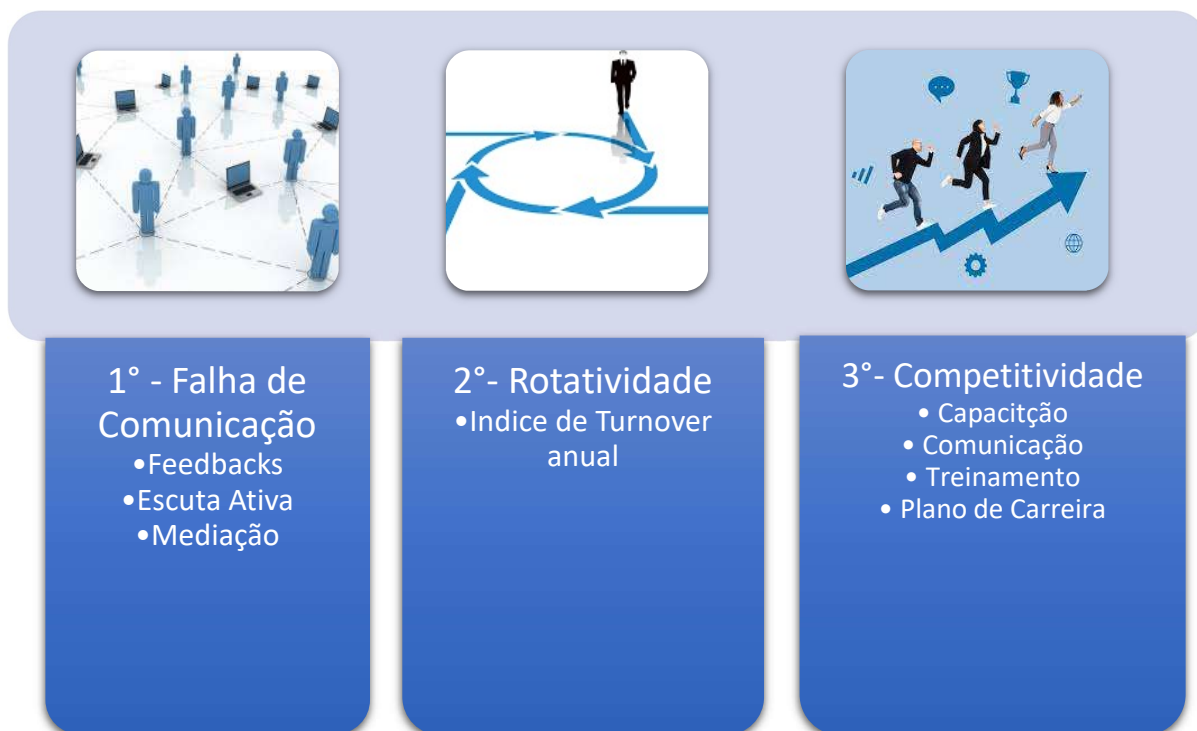 1° - Falha de
Comunicação
•Feedbacks
•Escuta Ativa
•Mediação
2°- Rotatividade
•Indice de Turnover
anual
3°- Competitividade
• Capacitção
• Comunicação
• Treinamento
• Plano de Carreira